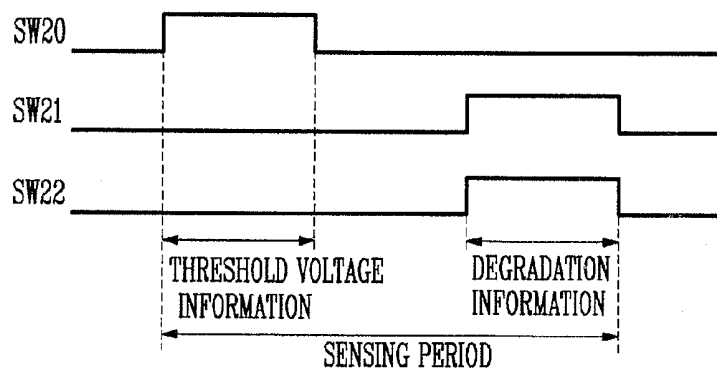 SW20
SW21
SW22
THRESHOLD VOLTAGE
INFORMATION
DEGRADATION
INFORMATION
SENSING PERIOD